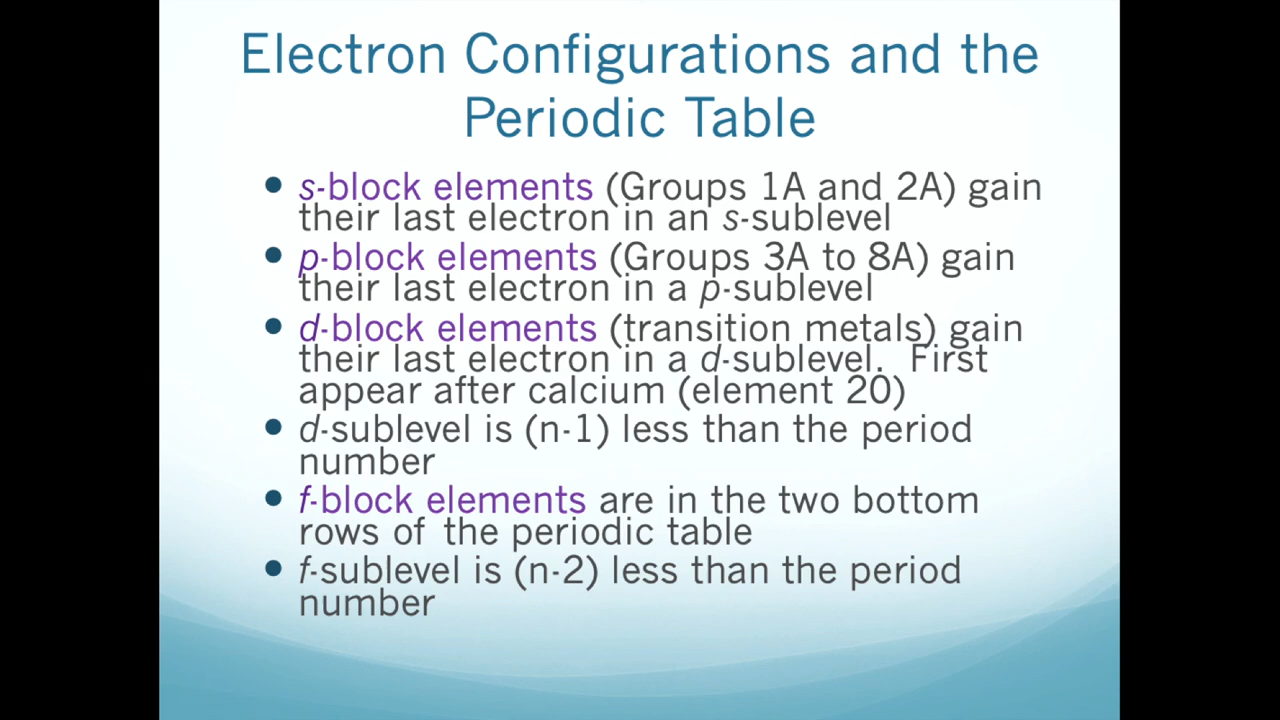 Electron Configurations and the
Periodic Table
• s-block elements (Groups 1A and 2A) gain
their last electron in an s-sublevel
• p-block elements (Groups 3A to 8A) gain
their last electron in a p-sublevel
• d-block elements (transition metals) gain
their last electron in a d-sublevel.  First
appear after calcium (element 20)
• d-sublevel is (n-1) less than the period
number
• f-block elements are in the two bottom
rows of the periodic table
• f-sublevel is (n-2) less than the period
number